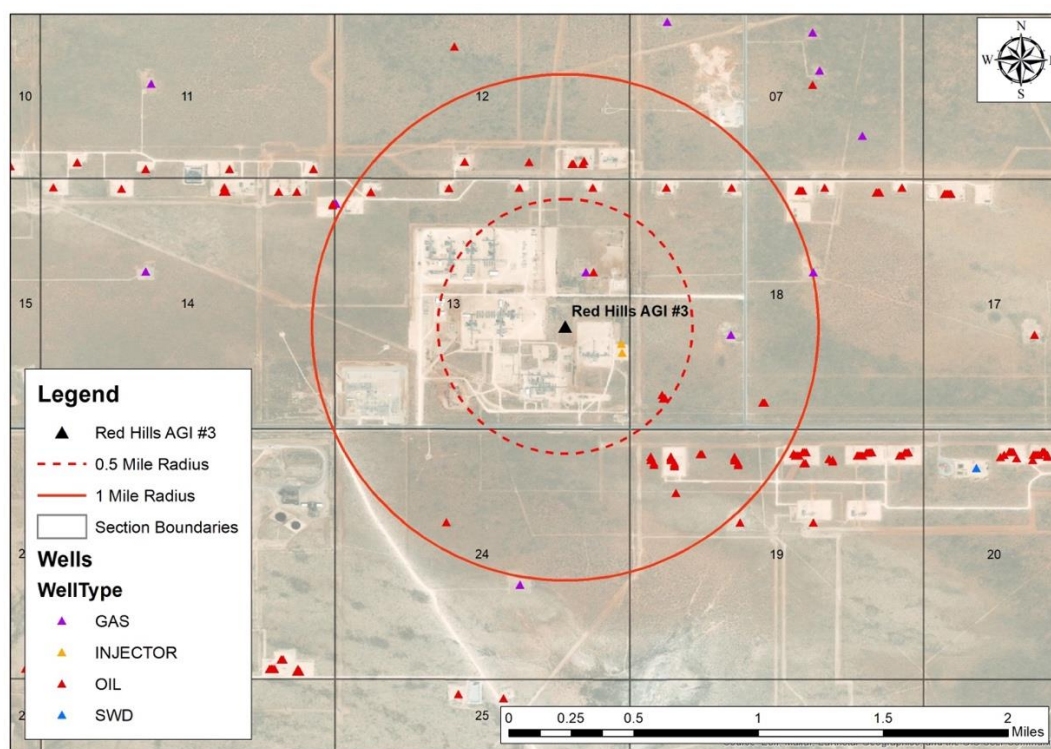 N
W
S
10
11
12
07
15
14
13
18
17
Red Hills AGI #3
24
19
20
25
Legend
Red Hills AGI #3
0.5 Mile Radius
1 Mile Radius
Section Boundaries
Wells
WellType
GAS
INJECTOR
OIL
SWD
0 0.25 0.5 1 1.5 2
Miles